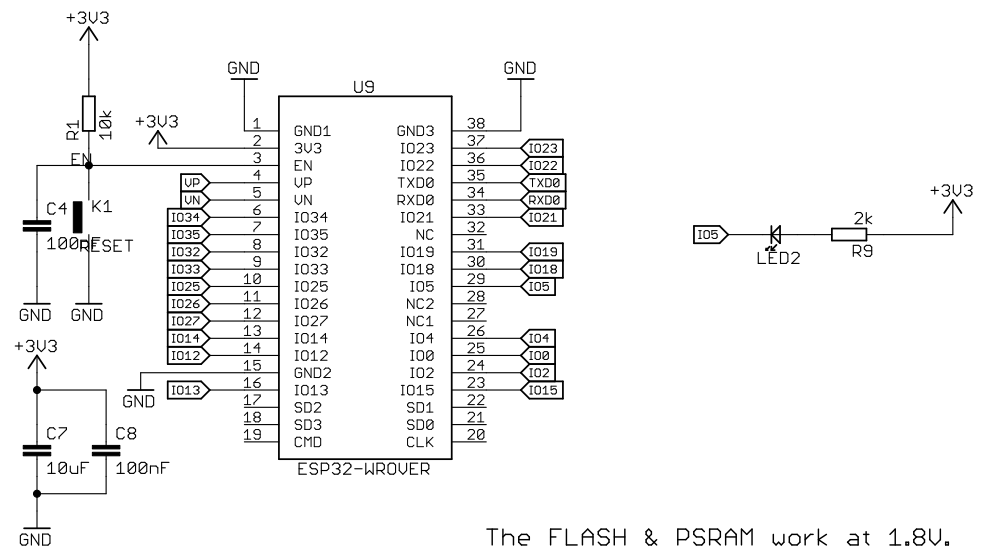 +3V3
R1
10k
EN
C4
100nF
K1
RESET
GND
GND
+3V3
C7
10uF
C8
100nF
GND
GND
GND
+3V3
U9
1 GND1
2 3V3
3 EN
VP 4 VP
VN 5 VN
IO34 6 IO34
IO35 7 IO35
IO32 8 IO32
IO33 9 IO33
IO25 10 IO25
IO26 11 IO26
IO27 12 IO27
IO14 13 IO14
IO12 14 IO12
GND 15 GND2
IO13 16 IO13
17 SD2
18 SD3
19 CMD
GND3 38
IO23 37 IO23
IO22 36 IO22
TXD0 35 TXD0
RXD0 34 RXD0
IO21 33 IO21
NC 32
IO19 31 IO19
IO18 30 IO18
IO5 29 IO5
NC2 28
NC1 27
IO4 26 IO4
IO0 25 IO0
IO2 24 IO2
IO15 23 IO15
SD1 22
SD0 21
CLK 20
ESP32-WROVER
IO5
LED2
2k
R9
+3V3
The FLASH & PSRAM work at 1.8V.